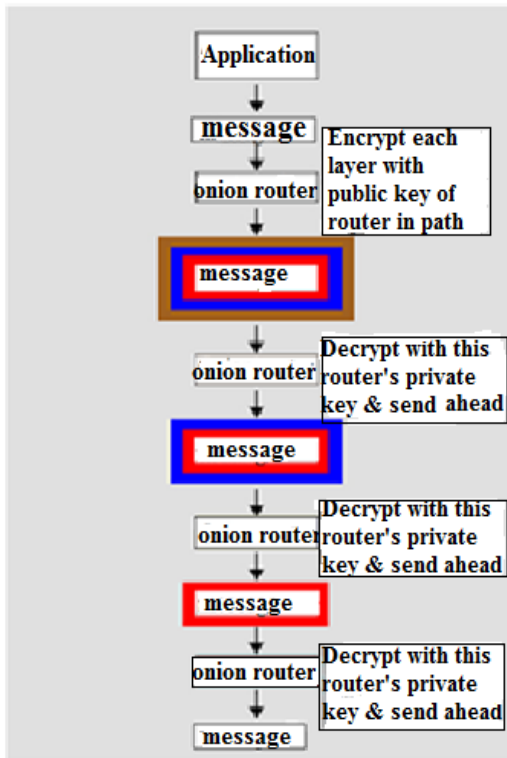 Application
message
Encrypt each
layer with
public key of
router in path
onion router
message
Decrypt with this
router's private
key & send ahead
onion router
message
Decrypt with this
router's private
key & send ahead
onion router
message
Decrypt with this
router's private
key & send ahead
onion router
message